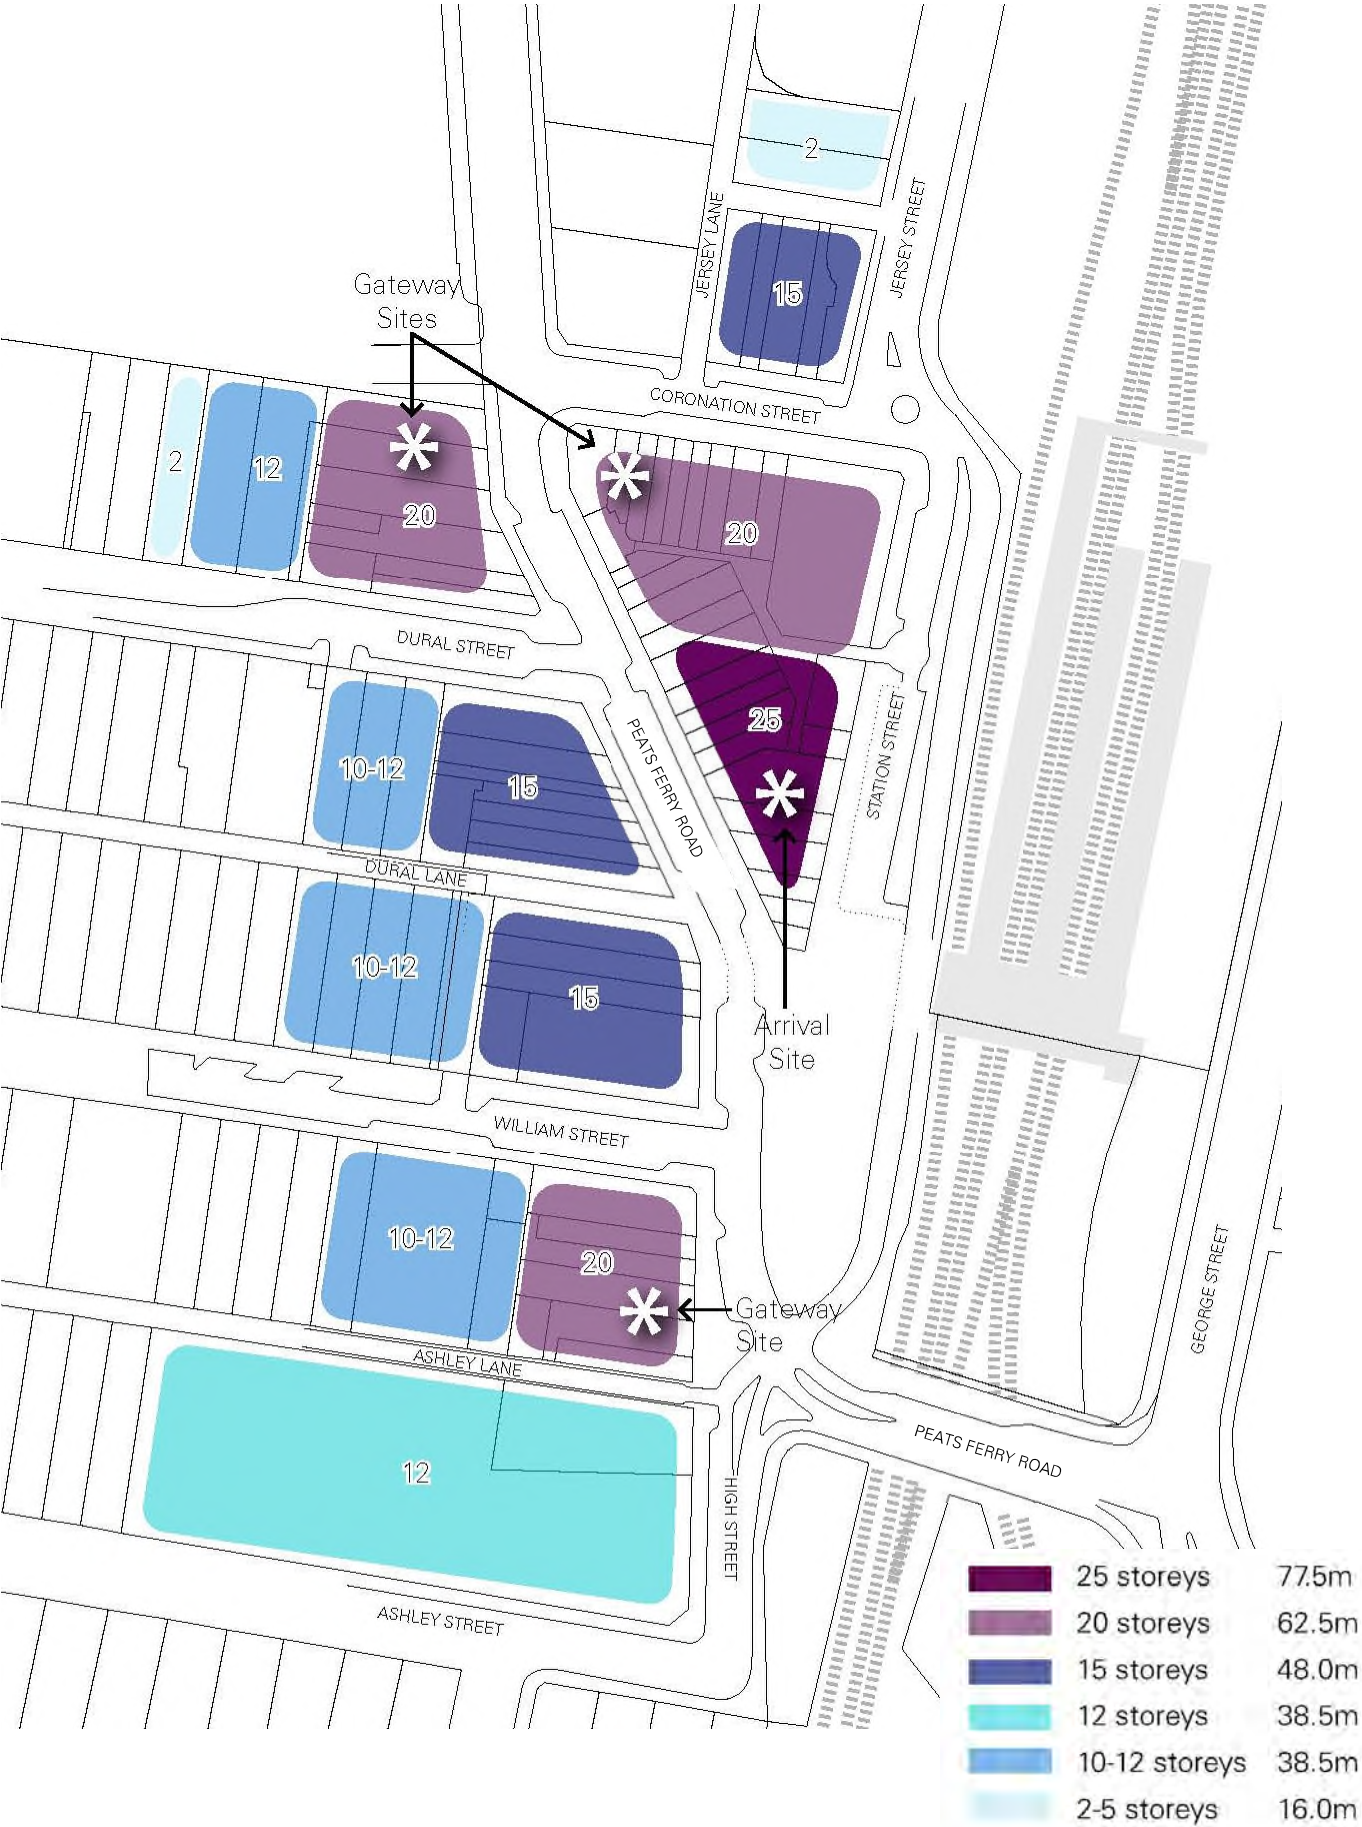 2
JERSEY LANE
JERSEY STREET
15
Gateway
Sites
CORONATION STREET
2
12
20
20
DURAL STREET
10-12
15
PEATS FERRY ROAD
25
STATION STREET
DURAL LANE
10-12
15
Arrival
Site
WILLIAM STREET
10-12
20
Gateway
Site
GEORGE STREET
ASHLEY LANE
12
HIGH STREET
PEATS FERRY ROAD
ASHLEY STREET
25 storeys 77.5m
20 storeys 62.5m
15 storeys 48.0m
12 storeys 38.5m
10-12 storeys 38.5m
2-5 storeys 16.0m